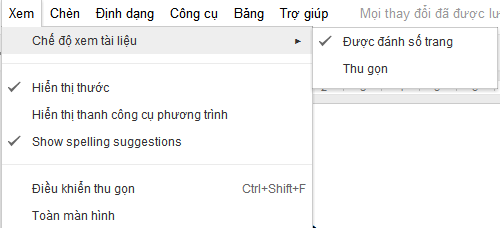 Xem Chèn Định dạng Công cụ Bảng Trợ giúp Mọi thay đổi đã được lư
Chế độ xem tài liệu
Được đánh số trang
Thu gọn
Hiển thị thước
Hiển thị thanh công cụ phương trình
Show spelling suggestions
Điều khiển thu gọn Ctrl+Shift+F
Toàn màn hình